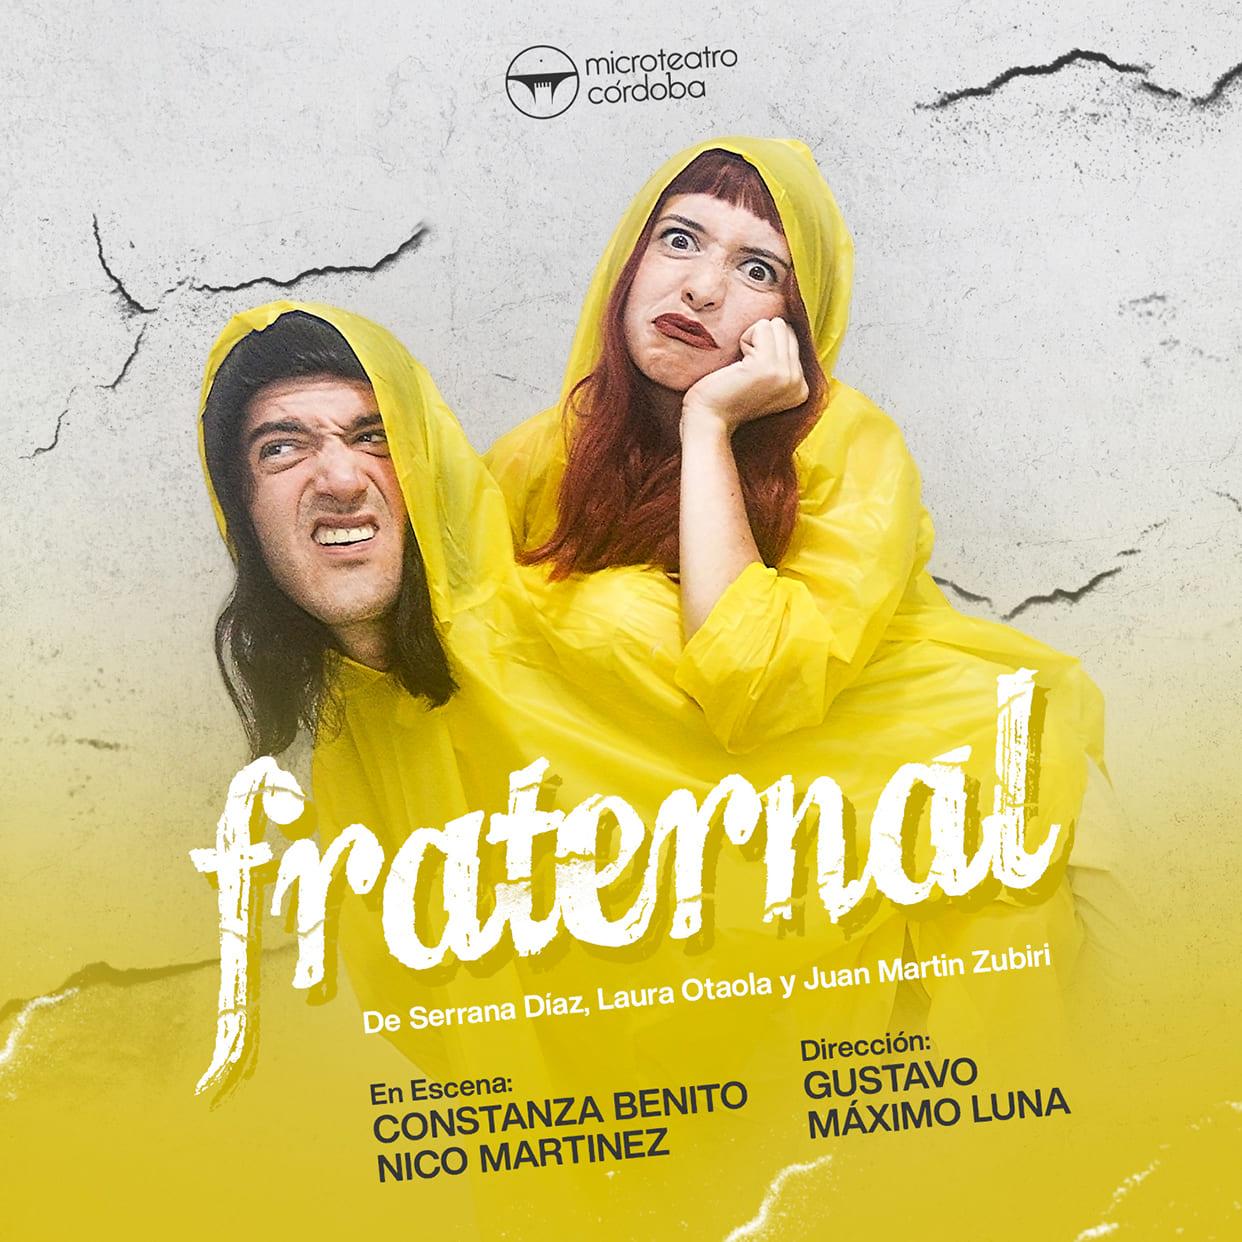 microteatro
córdoba
fraternal
De Serrana Díaz, Laura Otaola y Juan Martin Zubiri
En Escena:
CONSTANZA BENITO
NICO MARTINEZ
Dirección:
GUSTAVO
MÁXIMO LUNA